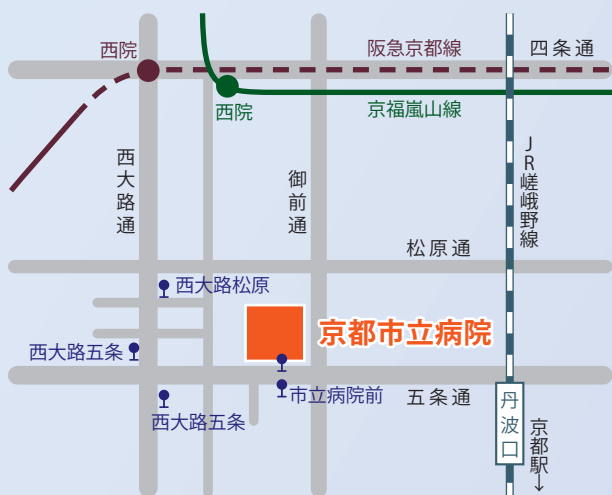 西院
阪急京都線
四条通
西院
京福嵐山線
西大路通
御前通
JR嵯峨野線
松原通
西大路松原
京都市立病院
西大路五条
市立病院前
五条通
西大路五条
丹波口
京都駅↓